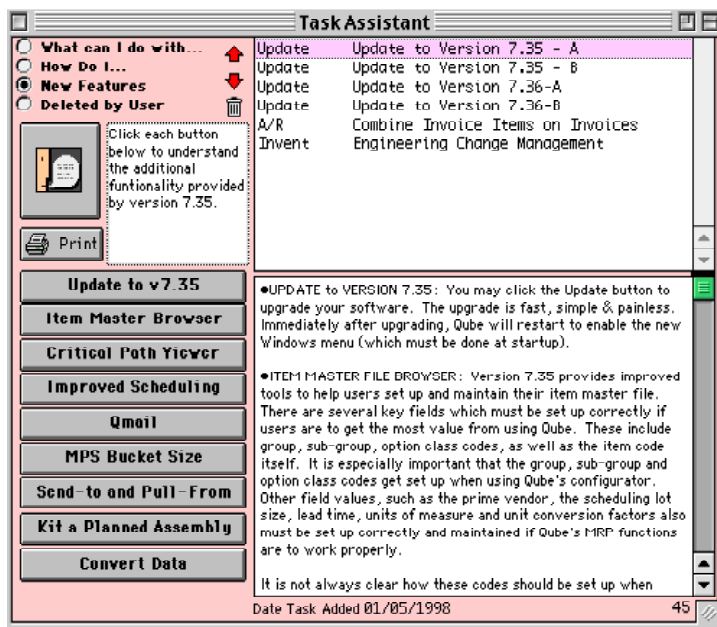 Task Assistant
What can I do with...
How Do I...
New Features
Deleted by User
Click each button
below to understand
the additional
funtionality provided
by version 7.35.
Print
Update to v7.35
Item Master Browser
Critical Path Viewer
Improved Scheduling
Qmail
MPS Bucket Size
Send-to and Pull-From
Kit a Planned Assembly
Convert Data
Update Update to Version 7.35 - A
Update Update to Version 7.35 - B
Update Update to Version 7.36-A
Update Update to Version 7.36-B
A/R Combine Invoice Items on Invoices
Invent Engineering Change Management
●UPDATE to VERSION 7.35: You may click the Update button to
upgrade your software. The upgrade is fast, simple & painless.
Immediately after upgrading, Qube will restart to enable the new
Windows menu (which must be done at startup).
●ITEM MASTER FILE BROWSER: Version 7.35 provides improved
tools to help users set up and maintain their item master file.
There are several key fields which must be set up correctly if
users are to get the most value from using Qube. These include
group, sub-group, option class codes, as well as the item code
itself. It is especially important that the group, sub-group and
option class codes get set up when using Qube's configurator.
Other field values, such as the prime vendor, the scheduling lot
size, lead time, units of measure and unit conversion factors also
must be set up correctly and maintained if Qube's MRP functions
are to work properly.
It is not always clear how these codes should be set up when
Date Task Added 01/05/1998 45